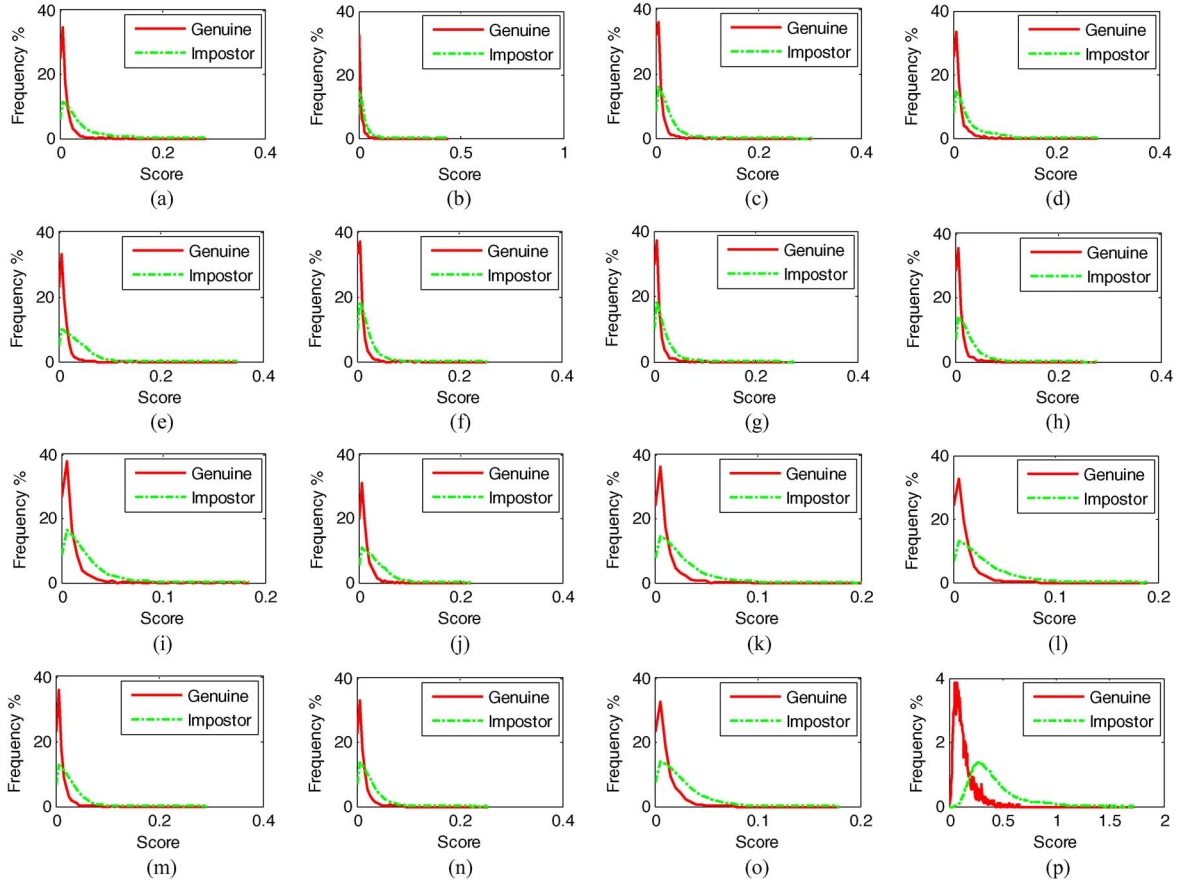 Frequency %
40
20
0
Genuine
Impostor
0 0.2 0.4
Score
(a)
Frequency %
40
20
0
Genuine
Impostor
0 0.5 1
Score
(b)
Frequency %
40
20
0
Genuine
Impostor
0 0.2 0.4
Score
(c)
Frequency %
40
20
0
Genuine
Impostor
0 0.2 0.4
Score
(d)
Frequency %
40
20
0
Genuine
Impostor
0 0.2 0.4
Score
(e)
Frequency %
40
20
0
Genuine
Impostor
0 0.2 0.4
Score
(f)
Frequency %
40
20
0
Genuine
Impostor
0 0.2 0.4
Score
(g)
Frequency %
40
20
0
Genuine
Impostor
0 0.2 0.4
Score
(h)
Frequency %
40
20
0
Genuine
Impostor
0 0.1 0.2
Score
(i)
Frequency %
40
20
0
Genuine
Impostor
0 0.2 0.4
Score
(j)
Frequency %
40
20
0
Genuine
Impostor
0 0.1 0.2
Score
(k)
Frequency %
40
20
0
Genuine
Impostor
0 0.1 0.2
Score
(l)
Frequency %
40
20
0
Genuine
Impostor
0 0.2 0.4
Score
(m)
Frequency %
40
20
0
Genuine
Impostor
0 0.2 0.4
Score
(n)
Frequency %
40
20
0
Genuine
Impostor
0 0.1 0.2
Score
(o)
Frequency %
4
2
0
Genuine
Impostor
0 0.5 1 1.5 2
Score
(p)